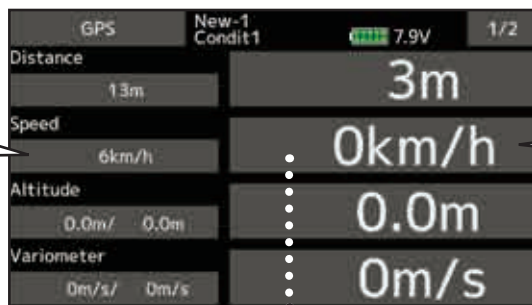 GPS New-1 7.9V 1/2
Condit1
Distance
13m 3m
Speed
6km/h 0km/h
Altitude
0.0m/ 0.0m 0.0m
Variometer
0m/s/ 0m/s 0m/s